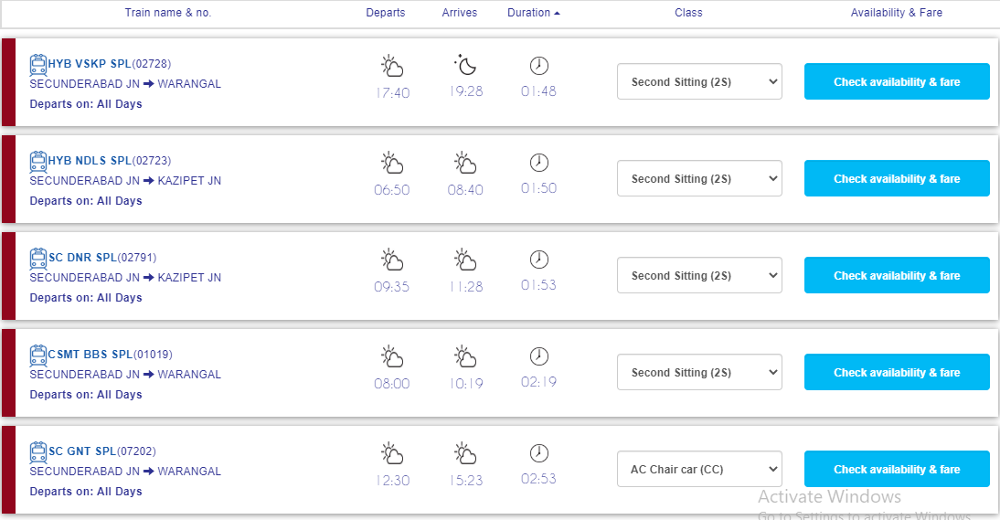 Train name & no. Departs Arrives Duration Class Availability & Fare
HYB VSKP SPL(02728)
SECUNDERABAD JN ➜ WARANGAL
Departs on: All Days
17:40 19:28 01:48
Second Sitting (2S)
Check availability & fare
HYB NDLS SPL(02723)
SECUNDERABAD JN ➜ KAZIPET JN
Departs on: All Days
06:50 08:40 01:50
Second Sitting (2S)
Check availability & fare
SC DNR SPL(02791)
SECUNDERABAD JN ➜ KAZIPET JN
Departs on: All Days
09:35 11:28 01:53
Second Sitting (2S)
Check availability & fare
CSMT BBS SPL(01019)
SECUNDERABAD JN ➜ WARANGAL
Departs on: All Days
08:00 10:19 02:19
Second Sitting (2S)
Check availability & fare
SC GNT SPL(07202)
SECUNDERABAD JN ➜ WARANGAL
Departs on: All Days
12:30 15:23 02:53
AC Chair car (CC)
Check availability & fare
Activate Windows
Go to Settings to activate Windows